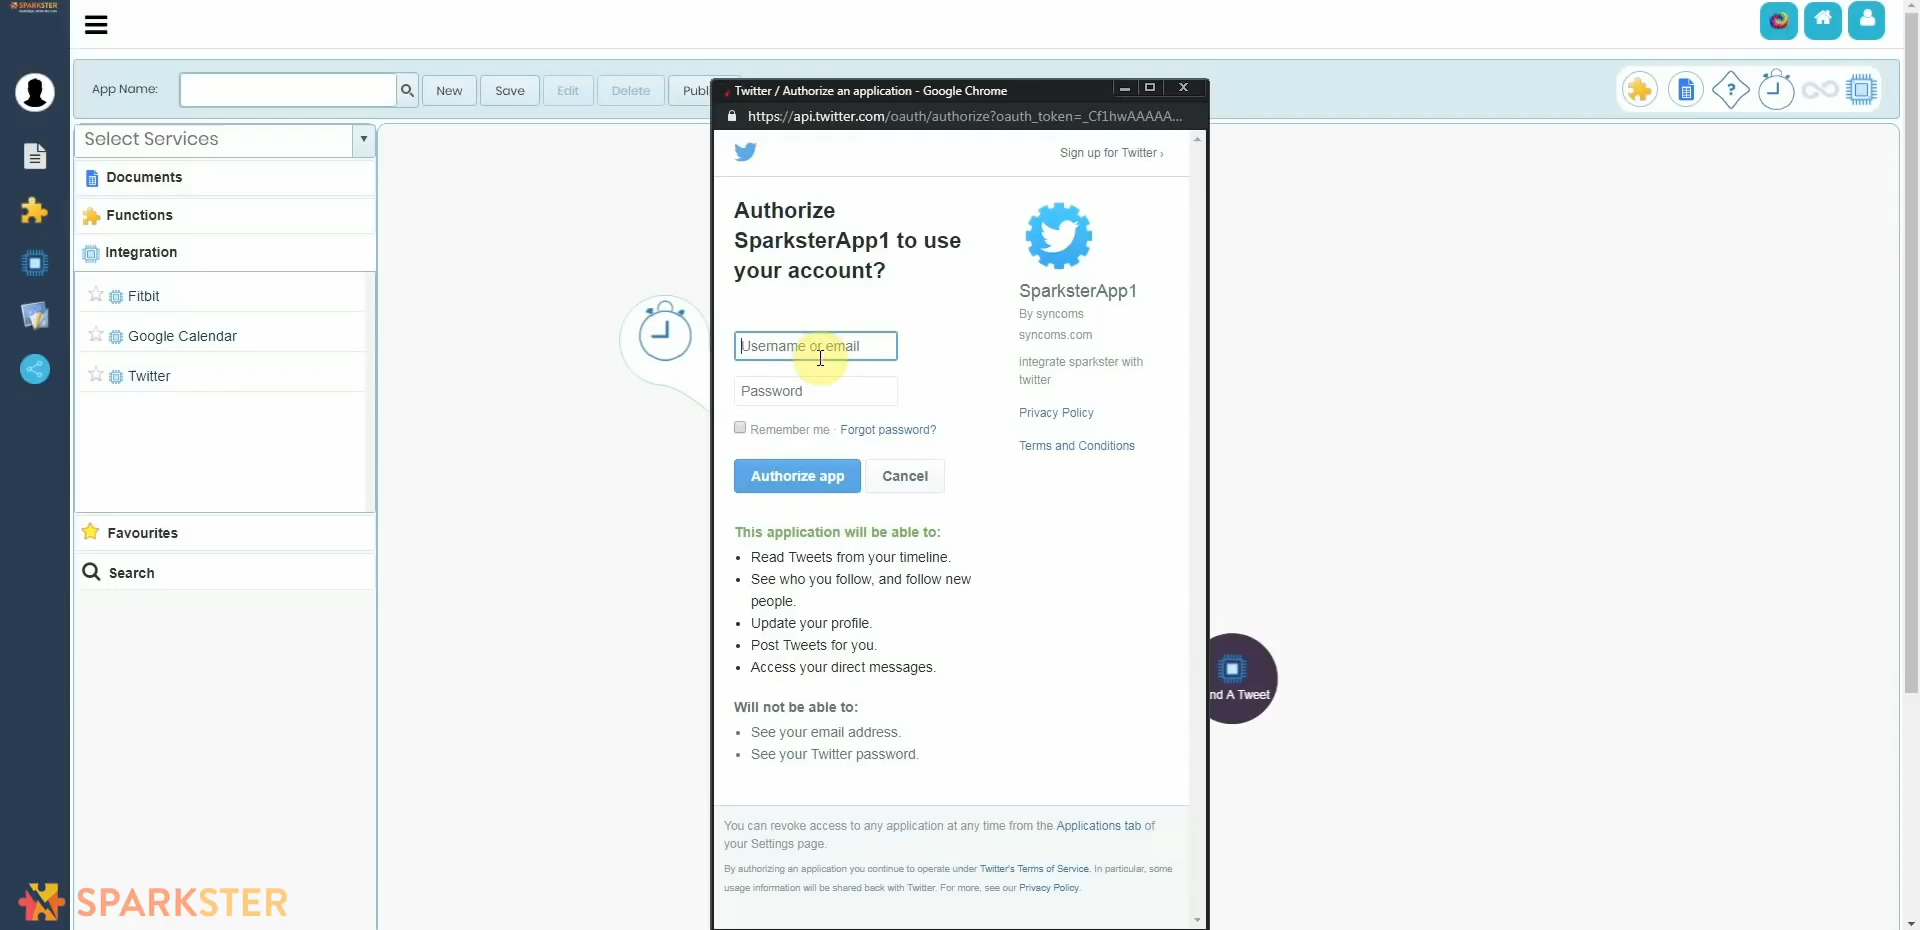 SPARKSTER
App Name:
New
Save
Edit
Delete
Publ
Select Services
Documents
Functions
Integration
Fitbit
Google Calendar
Twitter
Favourites
Search
Twitter / Authorize an application - Google Chrome
https://api.twitter.com/oauth/authorize?oauth_token=_Cf1hwAAAAA...
Sign up for Twitter ›
Authorize
SparksterApp1 to use
your account?
Username or email
Password
Remember me · Forgot password?
Authorize app
Cancel
SparksterApp1
By syncoms
syncoms.com
integrate sparkster with
twitter
Privacy Policy
Terms and Conditions
This application will be able to:
• Read Tweets from your timeline.
• See who you follow, and follow new
people.
• Update your profile.
• Post Tweets for you.
• Access your direct messages.
Will not be able to:
• See your email address.
• See your Twitter password.
nd A Tweet
You can revoke access to any application at any time from the Applications tab of
your Settings page.
By authorizing an application you continue to operate under Twitter's Terms of Service. In particular, some
usage information will be shared back with Twitter. For more, see our Privacy Policy.
SPARKSTER